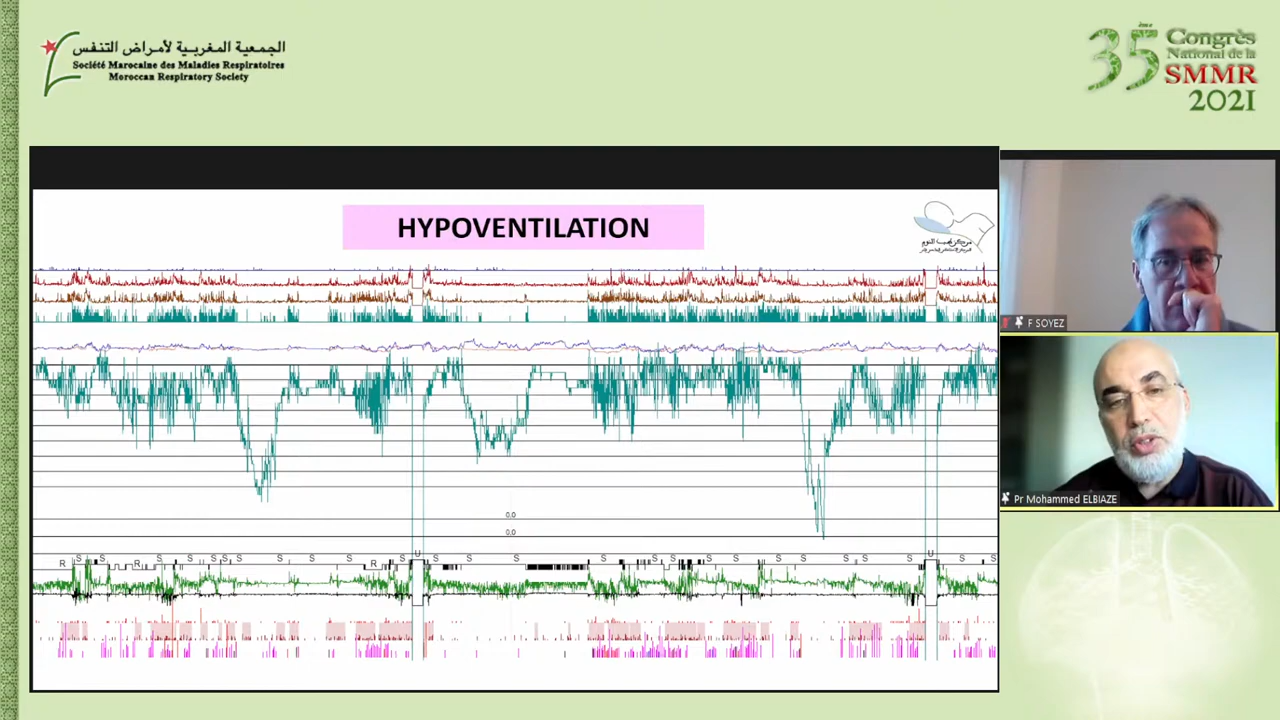 الجمعية المغربية لأمراض التنفس
Société Marocaine des Maladies Respiratoires
Moroccan Respiratory Society
35ème Congrès
National de la
SMMR
2021
HYPOVENTILATION
0.0
0.0
U
U
S S S S S S S S S S S S S S S S S S S S S S S S
R R R
F SOYEZ
Pr Mohammed ELBIAZE